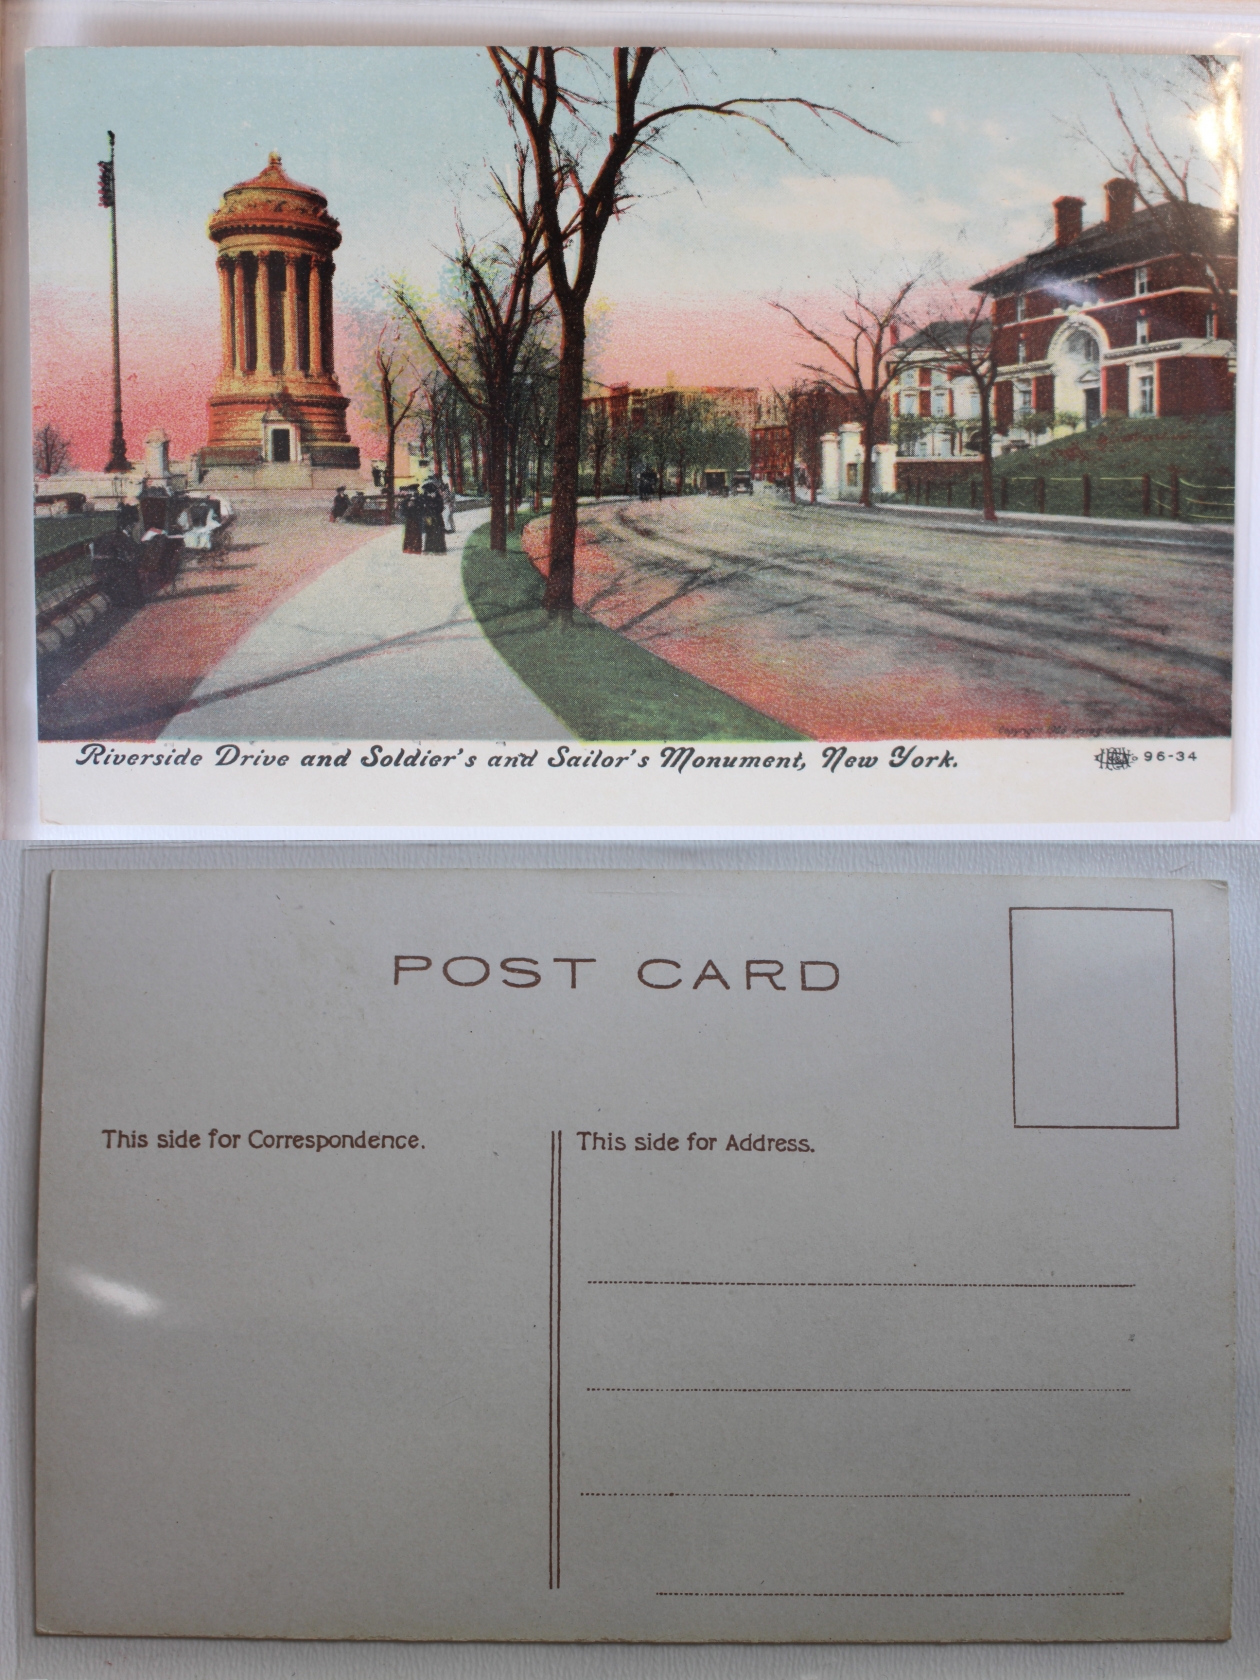 Riverside Drive and Soldier's and Sailor's Monument, New York.
96-34
POST CARD
This side for Correspondence.
This side for Address.